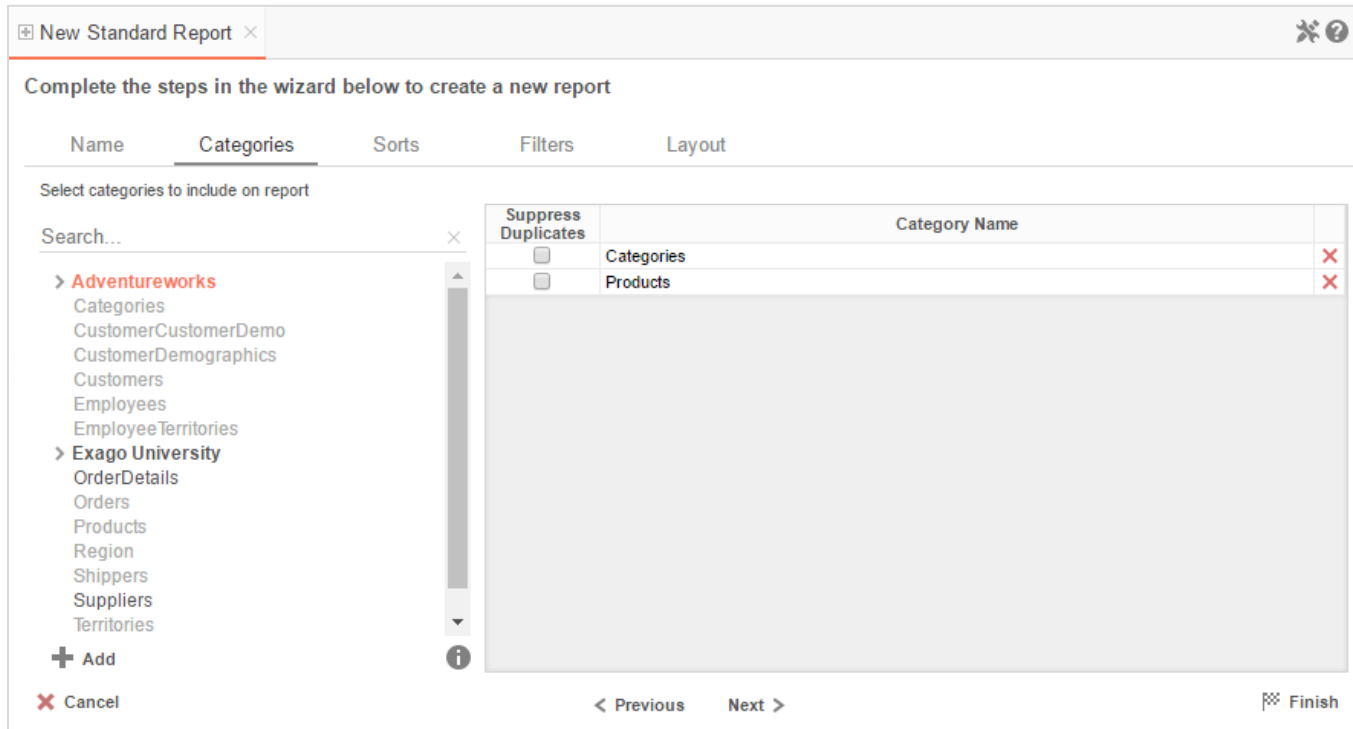 New Standard Report
Complete the steps in the wizard below to create a new report
Name Categories Sorts Filters Layout
Select categories to include on report
Search...
Adventureworks
Categories
CustomerCustomerDemo
CustomerDemographics
Customers
Employees
EmployeeTerritories
Exago University
OrderDetails
Orders
Products
Region
Shippers
Suppliers
Territories
Add
Suppress
Duplicates
Category Name
Categories
Products
Cancel
< Previous Next >
Finish